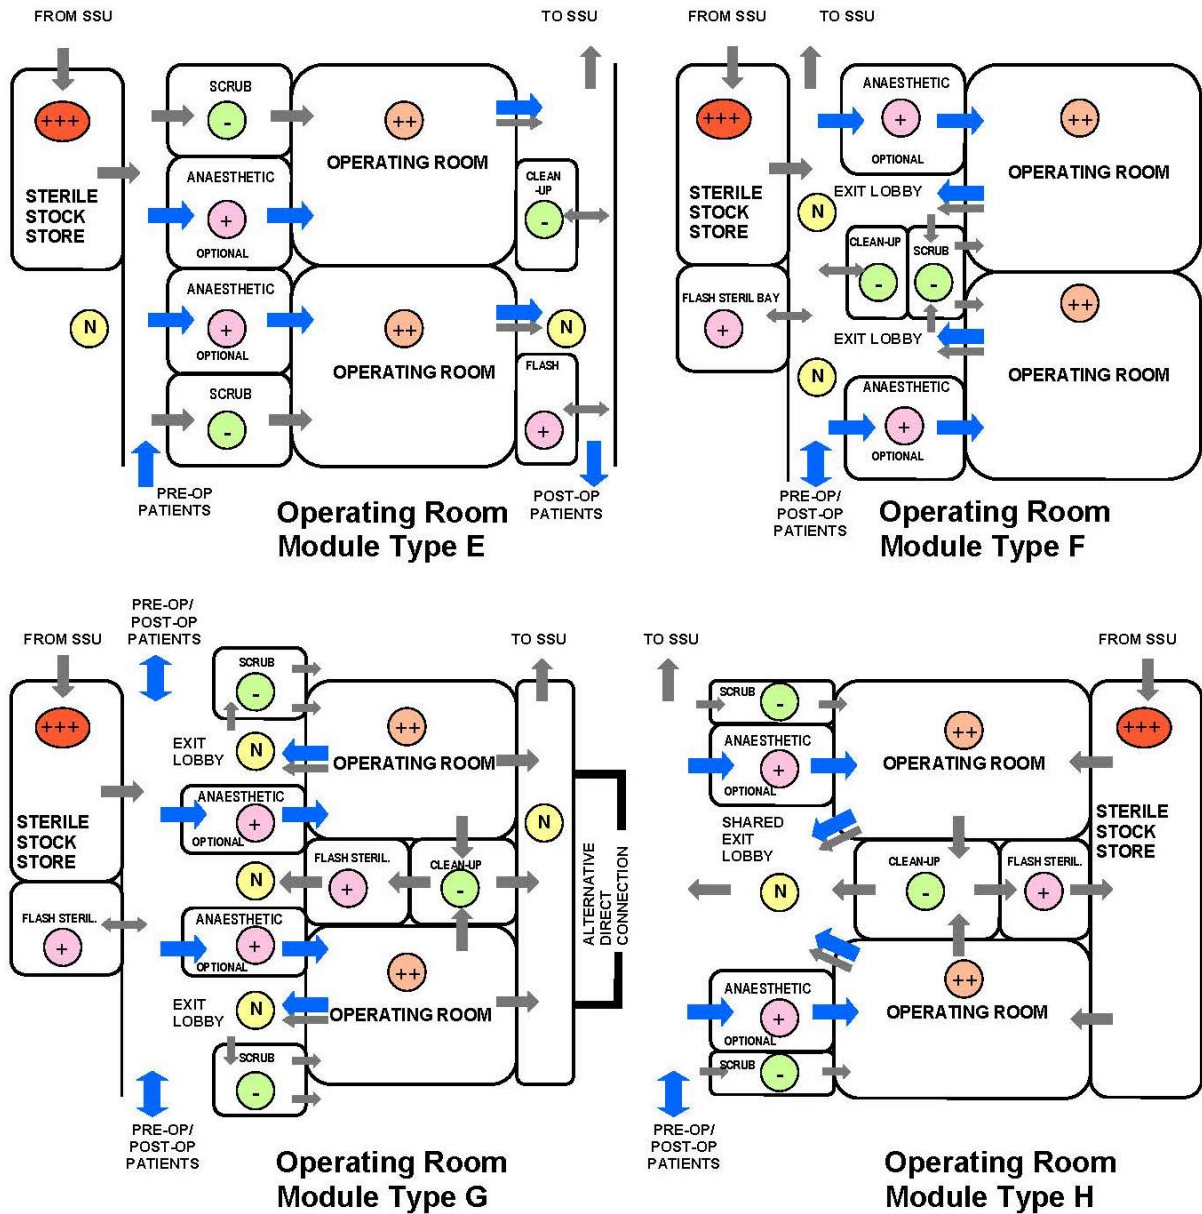 FROM SSU
TO SSU
+++
STERILE
STOCK
STORE
N
SCRUB
-
ANAESTHETIC
+
OPTIONAL
ANAESTHETIC
+
OPTIONAL
SCRUB
-
++
OPERATING ROOM
++
OPERATING ROOM
CLEAN
-UP
-
N
FLASH
+
PRE-OP
PATIENTS
POST-OP
PATIENTS
Operating Room
Module Type E
FROM SSU
TO SSU
+++
STERILE
STOCK
STORE
FLASH STERIL BAY
+
ANAESTHETIC
+
OPTIONAL
EXIT LOBBY
N
CLEAN-UP
-
SCRUB
-
EXIT LOBBY
N
ANAESTHETIC
+
OPTIONAL
++
OPERATING ROOM
++
OPERATING ROOM
PRE-OP/
POST-OP
PATIENTS
Operating Room
Module Type F
FROM SSU
PRE-OP/
POST-OP
PATIENTS
TO SSU
+++
STERILE
STOCK
STORE
FLASH STERIL.
+
SCRUB
-
EXIT
LOBBY
N
ANAESTHETIC
+
OPTIONAL
N
ANAESTHETIC
+
OPTIONAL
EXIT
LOBBY
N
SCRUB
-
++
OPERATING ROOM
FLASH STERIL.
+
CLEAN-UP
-
++
OPERATING ROOM
N
ALTERNATIVE
DIRECT
CONNECTION
PRE-OP/
POST-OP
PATIENTS
Operating Room
Module Type G
TO SSU
FROM SSU
SCRUB
-
ANAESTHETIC
+
OPTIONAL
SHARED
EXIT
LOBBY
N
ANAESTHETIC
+
OPTIONAL
SCRUB
-
++
OPERATING ROOM
CLEAN-UP
-
FLASH STERIL.
+
++
OPERATING ROOM
+++
STERILE
STOCK
STORE
PRE-OP/
POST-OP
PATIENTS
Operating Room
Module Type H